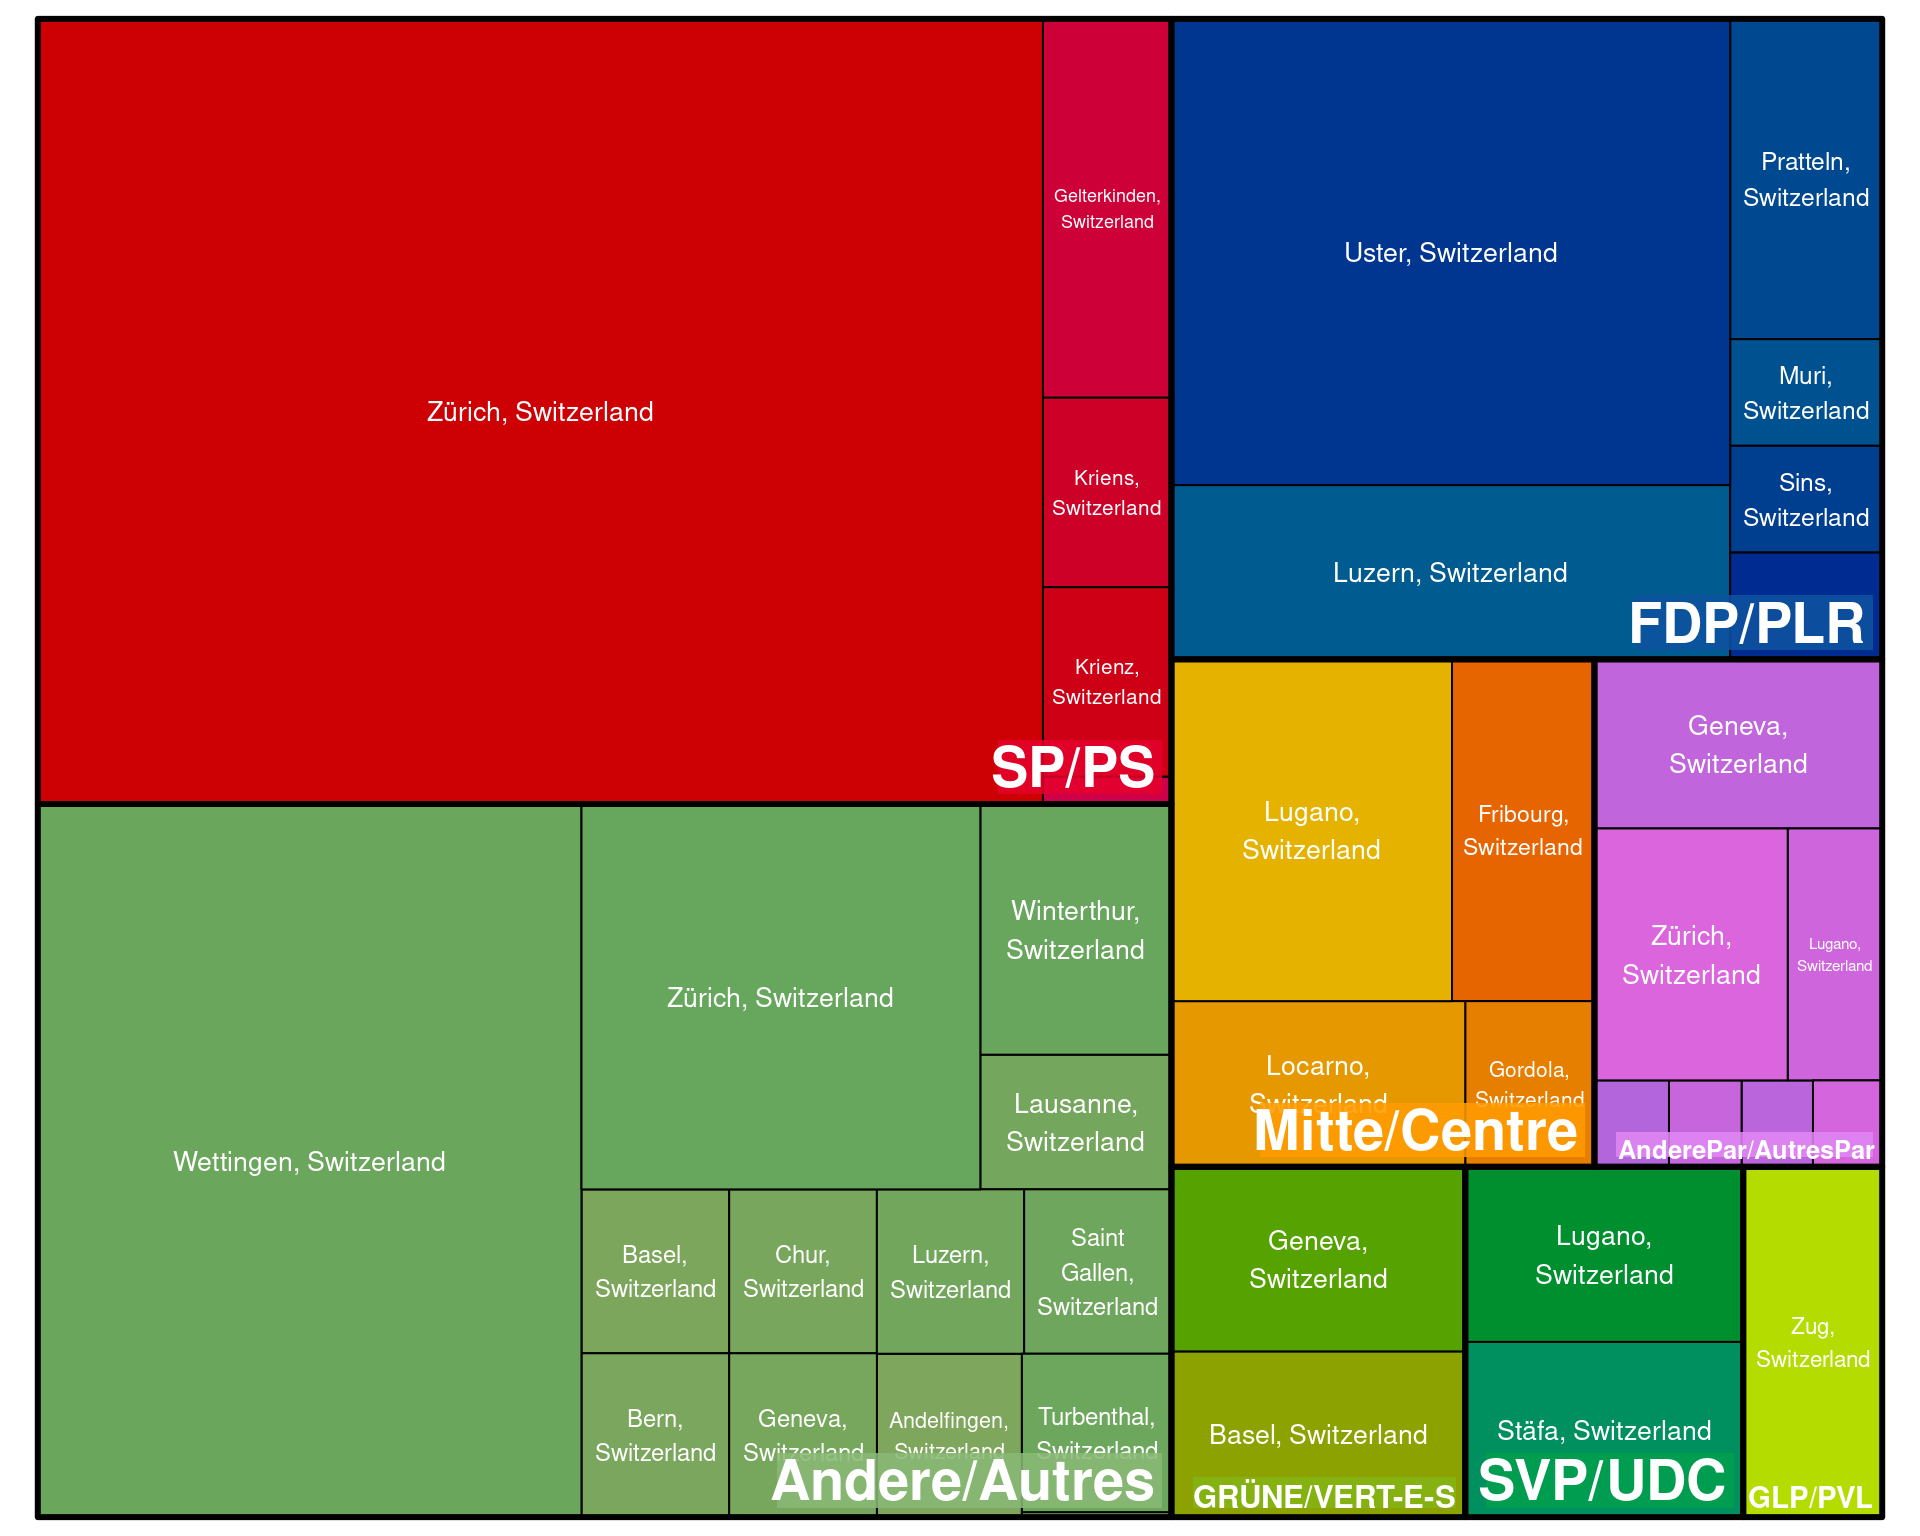 Zürich, Switzerland
Gelterkinden,
Switzerland
Kriens,
Switzerland
Krienz,
Switzerland
SP/PS
Uster, Switzerland
Pratteln,
Switzerland
Muri,
Switzerland
Sins,
Switzerland
Luzern, Switzerland
FDP/PLR
Wettingen, Switzerland
Zürich, Switzerland
Winterthur,
Switzerland
Lausanne,
Switzerland
Basel,
Switzerland
Chur,
Switzerland
Luzern,
Switzerland
Saint
Gallen,
Switzerland
Bern,
Switzerland
Geneva,
Switzerland
Andelfingen,
Switzerland
Turbenthal,
Switzerland
Andere/Autres
Lugano,
Switzerland
Fribourg,
Switzerland
Locarno,
Switzerland
Gordola,
Switzerland
Mitte/Centre
Geneva,
Switzerland
Zürich,
Switzerland
Lugano,
Switzerland
AnderePar/AutresPar
Geneva,
Switzerland
Basel, Switzerland
GRÜNE/VERT-E-S
Lugano,
Switzerland
Stäfa, Switzerland
SVP/UDC
Zug,
Switzerland
GLP/PVL